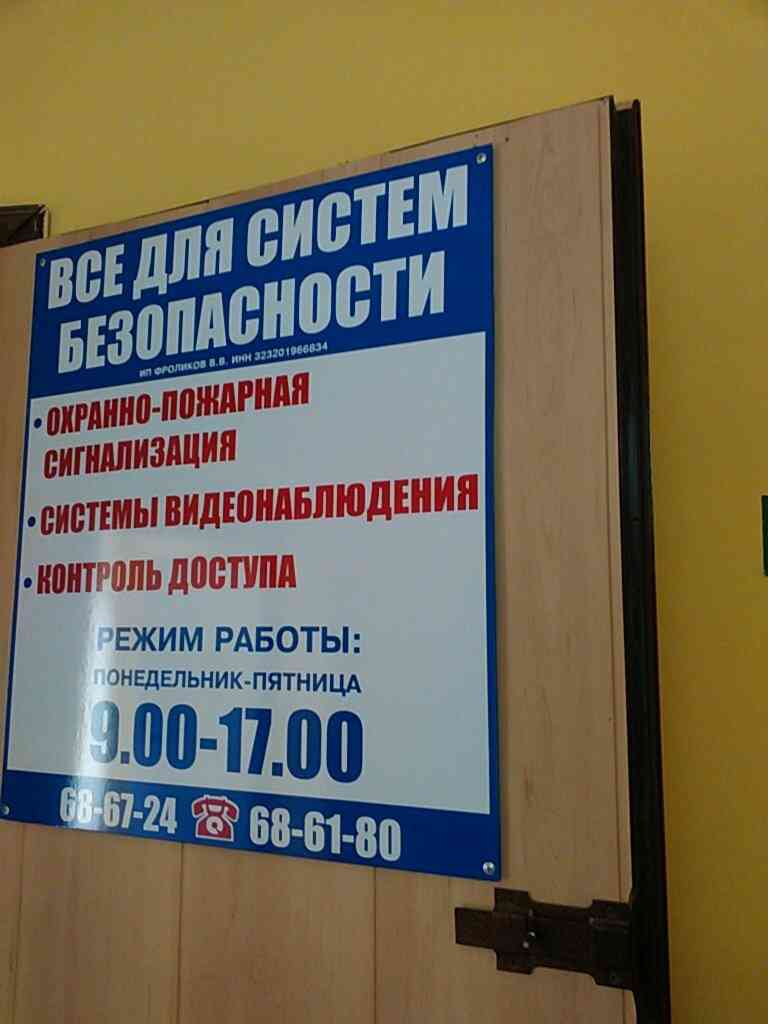 ВСЕ ДЛЯ СИСТЕМ
БЕЗОПАСНОСТИ
ИП ФРОЛИКОВ В.В. ИНН 323201966834
• ОХРАННО-ПОЖАРНАЯ
СИГНАЛИЗАЦИЯ
• СИСТЕМЫ ВИДЕОНАБЛЮДЕНИЯ
• КОНТРОЛЬ ДОСТУПА
РЕЖИМ РАБОТЫ:
ПОНЕДЕЛЬНИК-ПЯТНИЦА
9.00-17.00
68-67-24 68-61-80